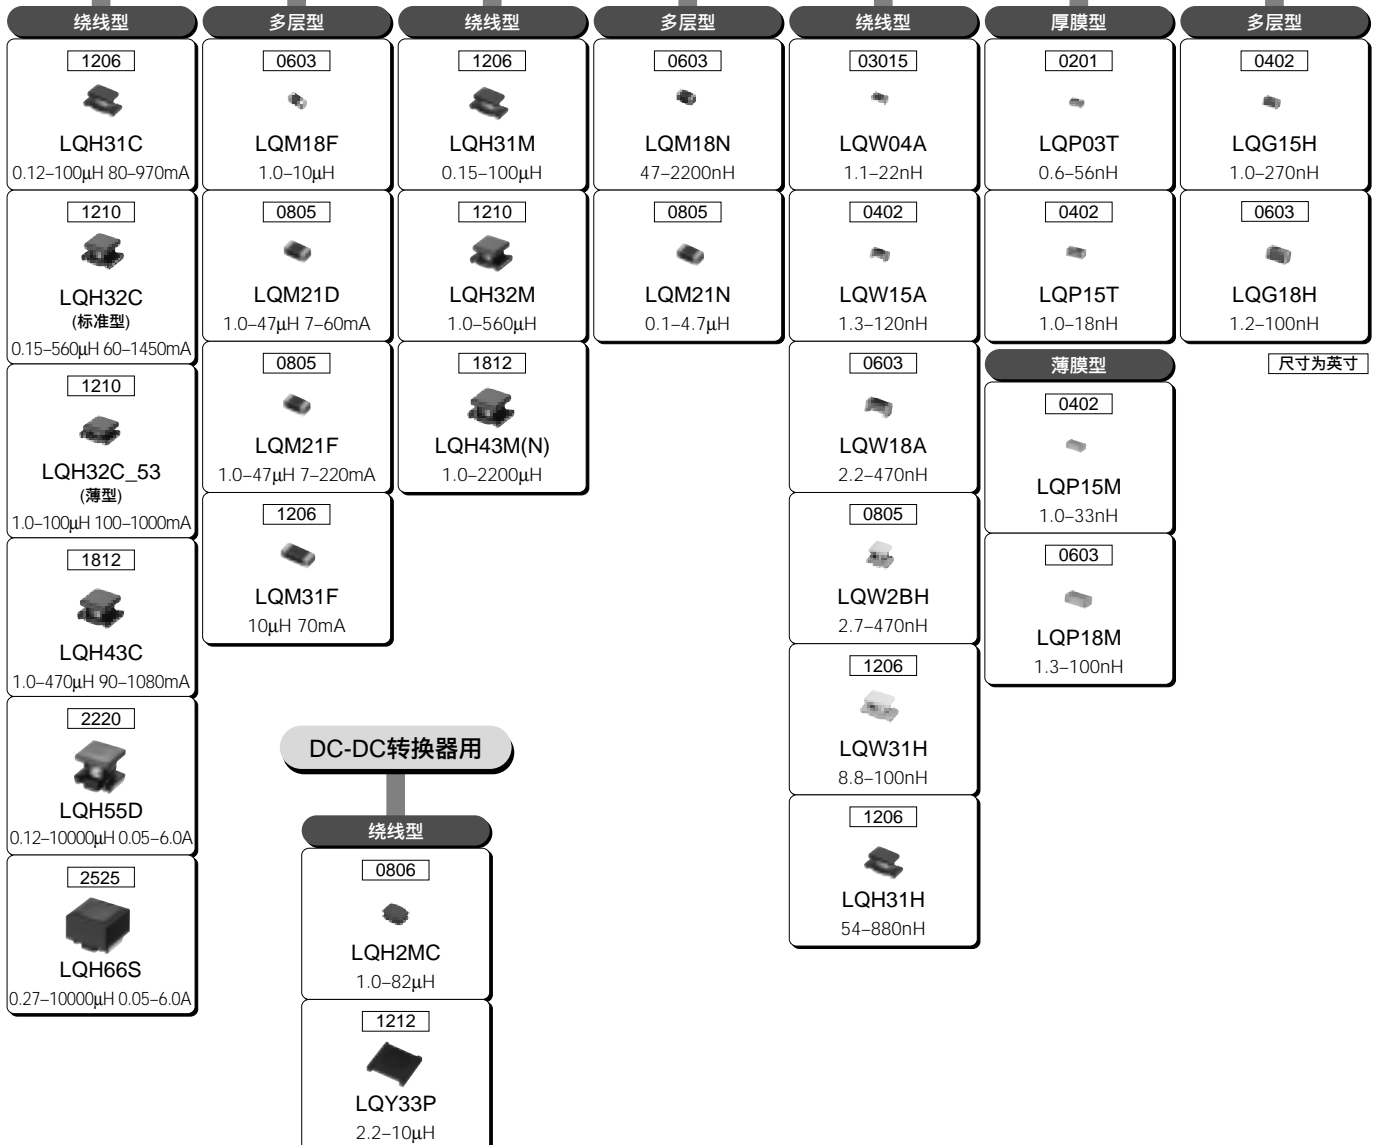 绕线型
1206
LQH31C
0.12–100μH 80–970mA
1210
LQH32C
(标准型)
0.15–560μH 60–1450mA
1210
LQH32C_53
(薄型)
1.0–100μH 100–1000mA
1812
LQH43C
1.0–470μH 90–1080mA
2220
LQH55D
0.12–10000μH 0.05–6.0A
2525
LQH66S
0.27–10000μH 0.05–6.0A
多层型
0603
LQM18F
1.0–10μH
0805
LQM21D
1.0–47μH 7–60mA
0805
LQM21F
1.0–47μH 7–220mA
1206
LQM31F
10μH 70mA
绕线型
1206
LQH31M
0.15–100μH
1210
LQH32M
1.0–560μH
1812
LQH43M(N)
1.0–2200μH
多层型
0603
LQM18N
47–2200nH
0805
LQM21N
0.1–4.7μH
绕线型
03015
LQW04A
1.1–22nH
0402
LQW15A
1.3–120nH
0603
LQW18A
2.2–470nH
0805
LQW2BH
2.7–470nH
1206
LQW31H
8.8–100nH
1206
LQH31H
54–880nH
厚膜型
0201
LQP03T
0.6–56nH
0402
LQP15T
1.0–18nH
薄膜型
0402
LQP15M
1.0–33nH
0603
LQP18M
1.3–100nH
多层型
0402
LQG15H
1.0–270nH
0603
LQG18H
1.2–100nH
尺寸为英寸
DC-DC转换器用
绕线型
0806
LQH2MC
1.0–82μH
1212
LQY33P
2.2–10μH